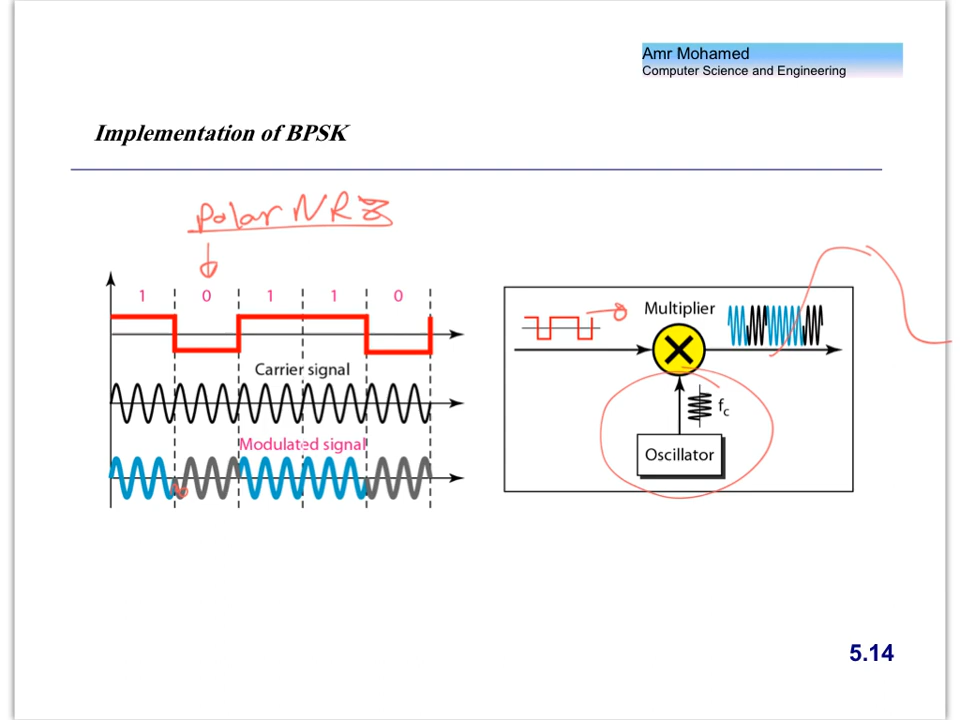 Amr Mohamed
Computer Science and Engineering
Implementation of BPSK
Polar NRZ
1 0 1 1 0
Carrier signal
Modulated signal
Multiplier
fc
Oscillator
5.14